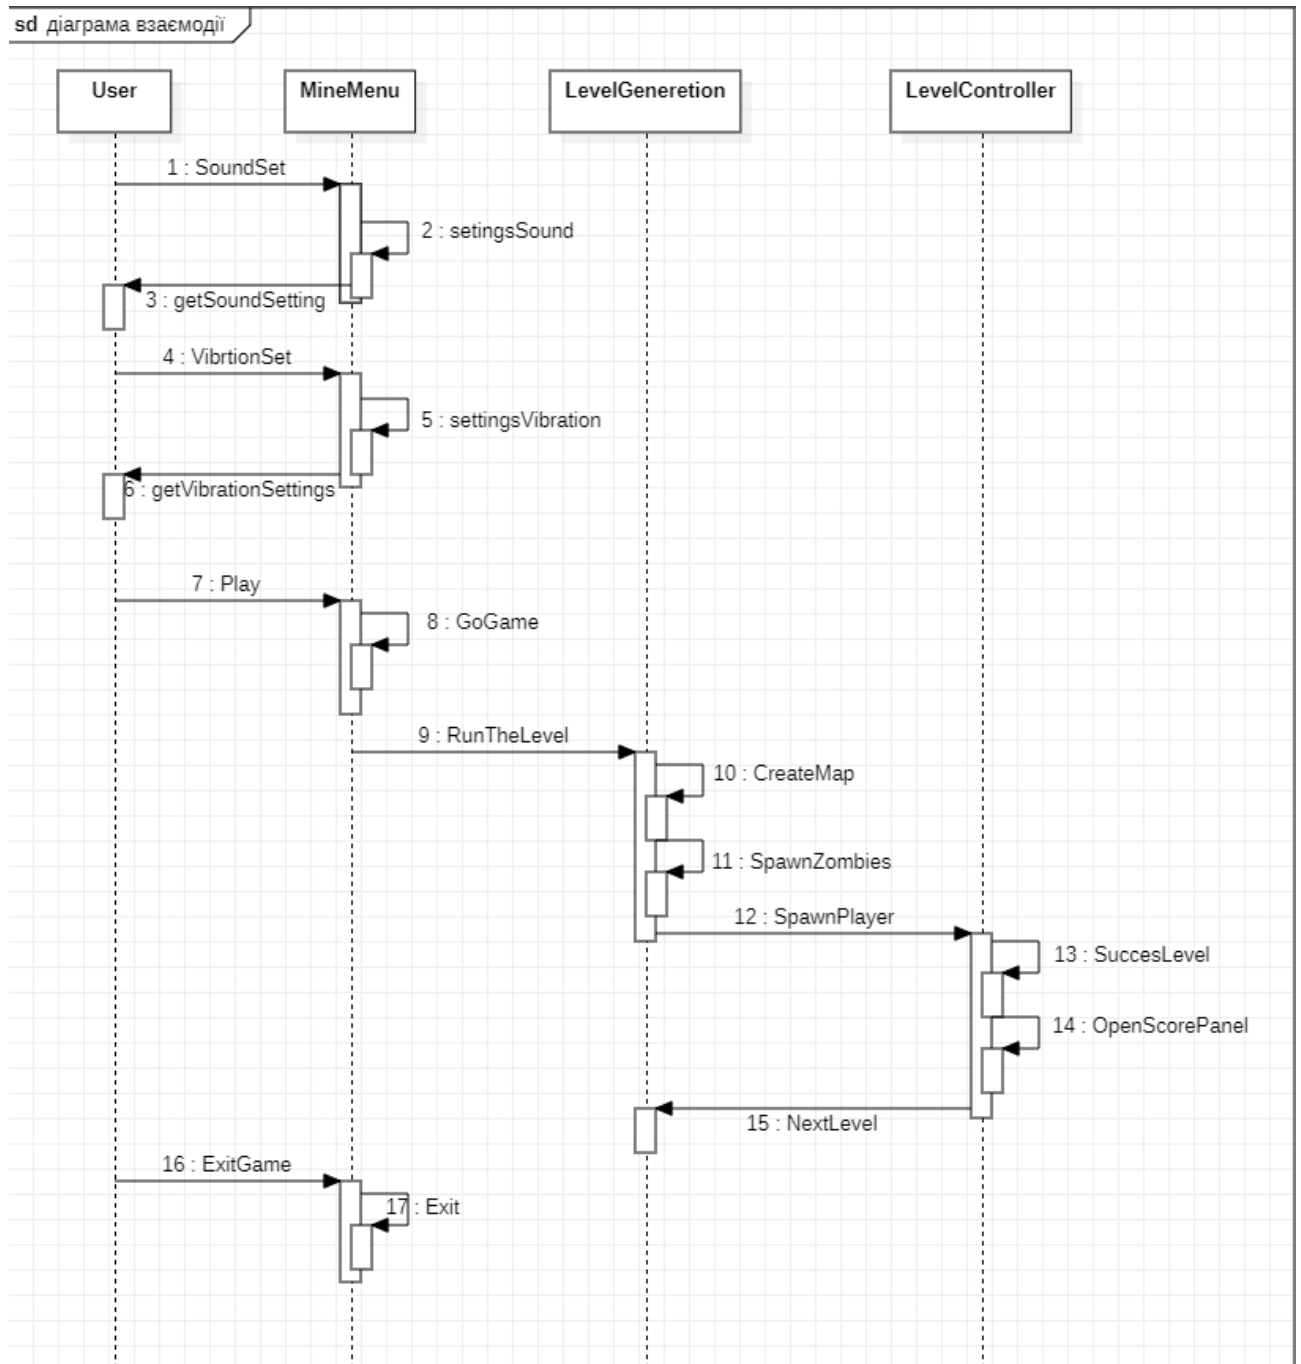 sd діаграма взаємодії
User
MineMenu
LevelGeneretion
LevelController
1 : SoundSet
2 : setingsSound
3 : getSoundSetting
4 : VibrtionSet
5 : settingsVibration
6 : getVibrationSettings
7 : Play
8 : GoGame
9 : RunTheLevel
10 : CreateMap
11 : SpawnZombies
12 : SpawnPlayer
13 : SuccesLevel
14 : OpenScorePanel
15 : NextLevel
16 : ExitGame
17 : Exit